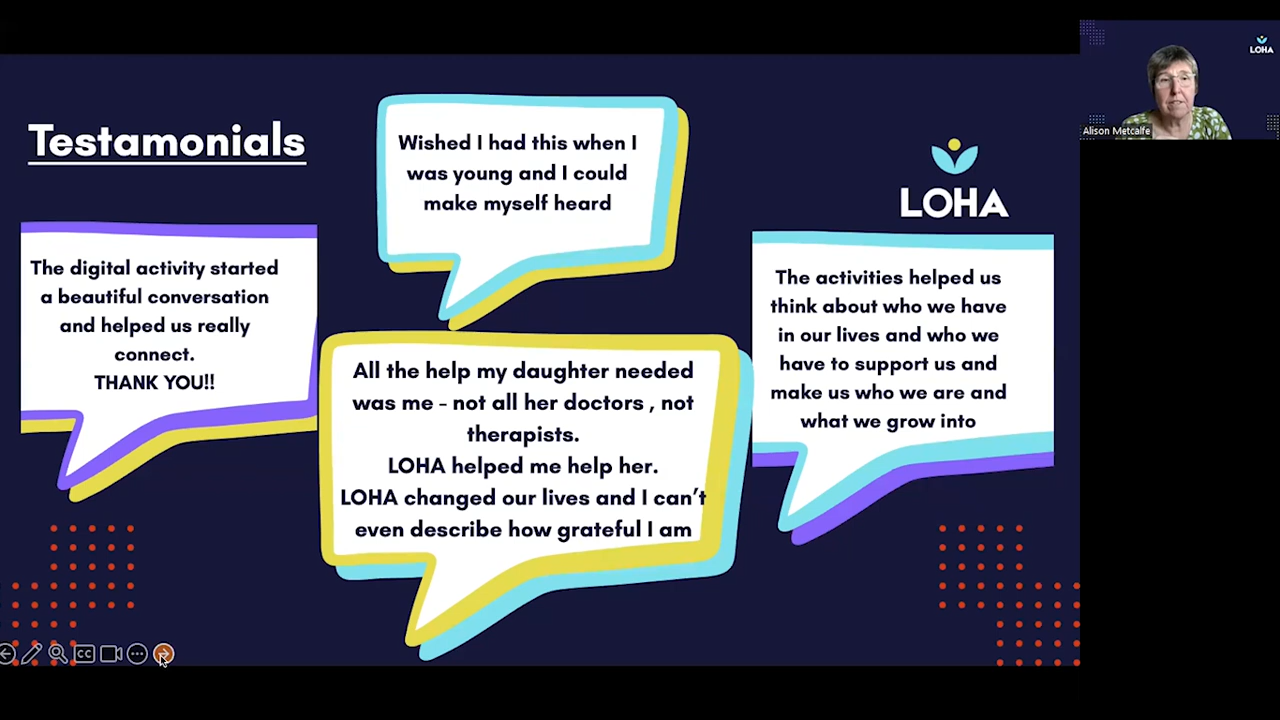 Testamonials
Wished I had this when I
was young and I could
make myself heard
LOHA
The digital activity started
a beautiful conversation
and helped us really
connect.
THANK YOU!!
All the help my daughter needed
was me - not all her doctors , not
therapists.
LOHA helped me help her.
LOHA changed our lives and I can't
even describe how grateful I am
The activities helped us
think about who we have
in our lives and who we
have to support us and
make us who we are and
what we grow into
LOHA
Alison Metcalfe
CC